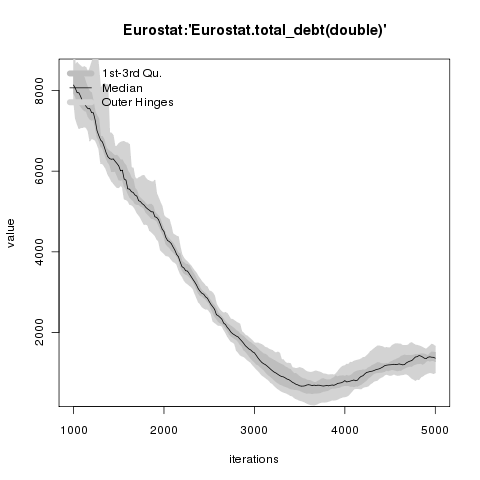 Eurostat:'Eurostat.total_debt(double)'
1st-3rd Qu.
Median
Outer Hinges
value
8000
6000
4000
2000
1000 2000 3000 4000 5000
iterations